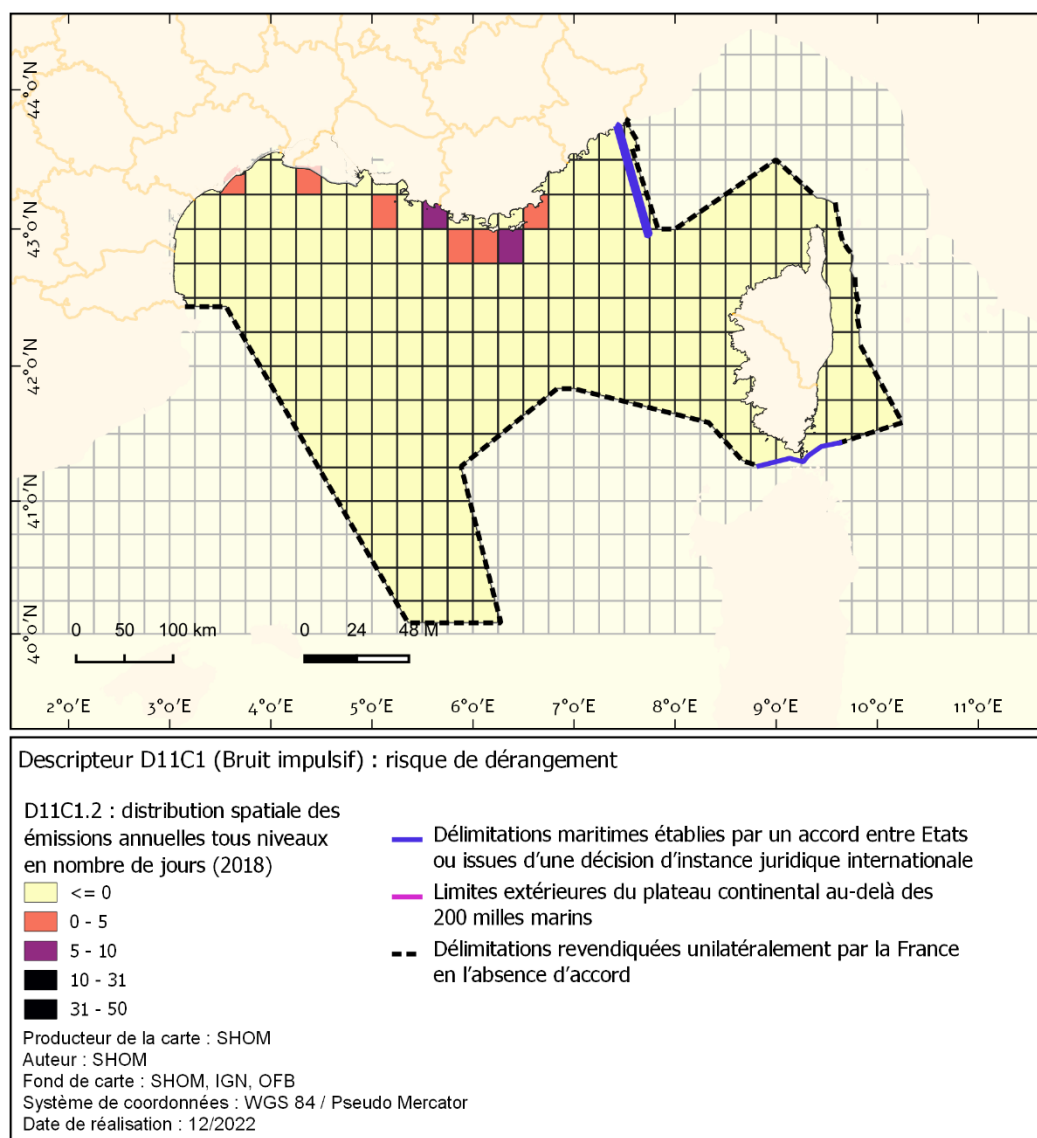 44°0'N
43°0'N
42°0'N
41°0'N
40°0'N
0 50 100 km
0 24 48 M
2°0'E 3°0'E 4°0'E 5°0'E 6°0'E 7°0'E 8°0'E 9°0'E 10°0'E 11°0'E
Descripteur D11C1 (Bruit impulsif) : risque de dérangement
D11C1.2 : distribution spatiale des
émissions annuelles tous niveaux
en nombre de jours (2018)
<= 0
0 - 5
5 - 10
10 - 31
31 - 50
Délimitations maritimes établies par un accord entre Etats
ou issues d'une décision d'instance juridique internationale
Limites extérieures du plateau continental au-delà des
200 milles marins
Délimitations revendiquées unilatéralement par la France
en l'absence d'accord
Producteur de la carte : SHOM
Auteur : SHOM
Fond de carte : SHOM, IGN, OFB
Système de coordonnées : WGS 84 / Pseudo Mercator
Date de réalisation : 12/2022